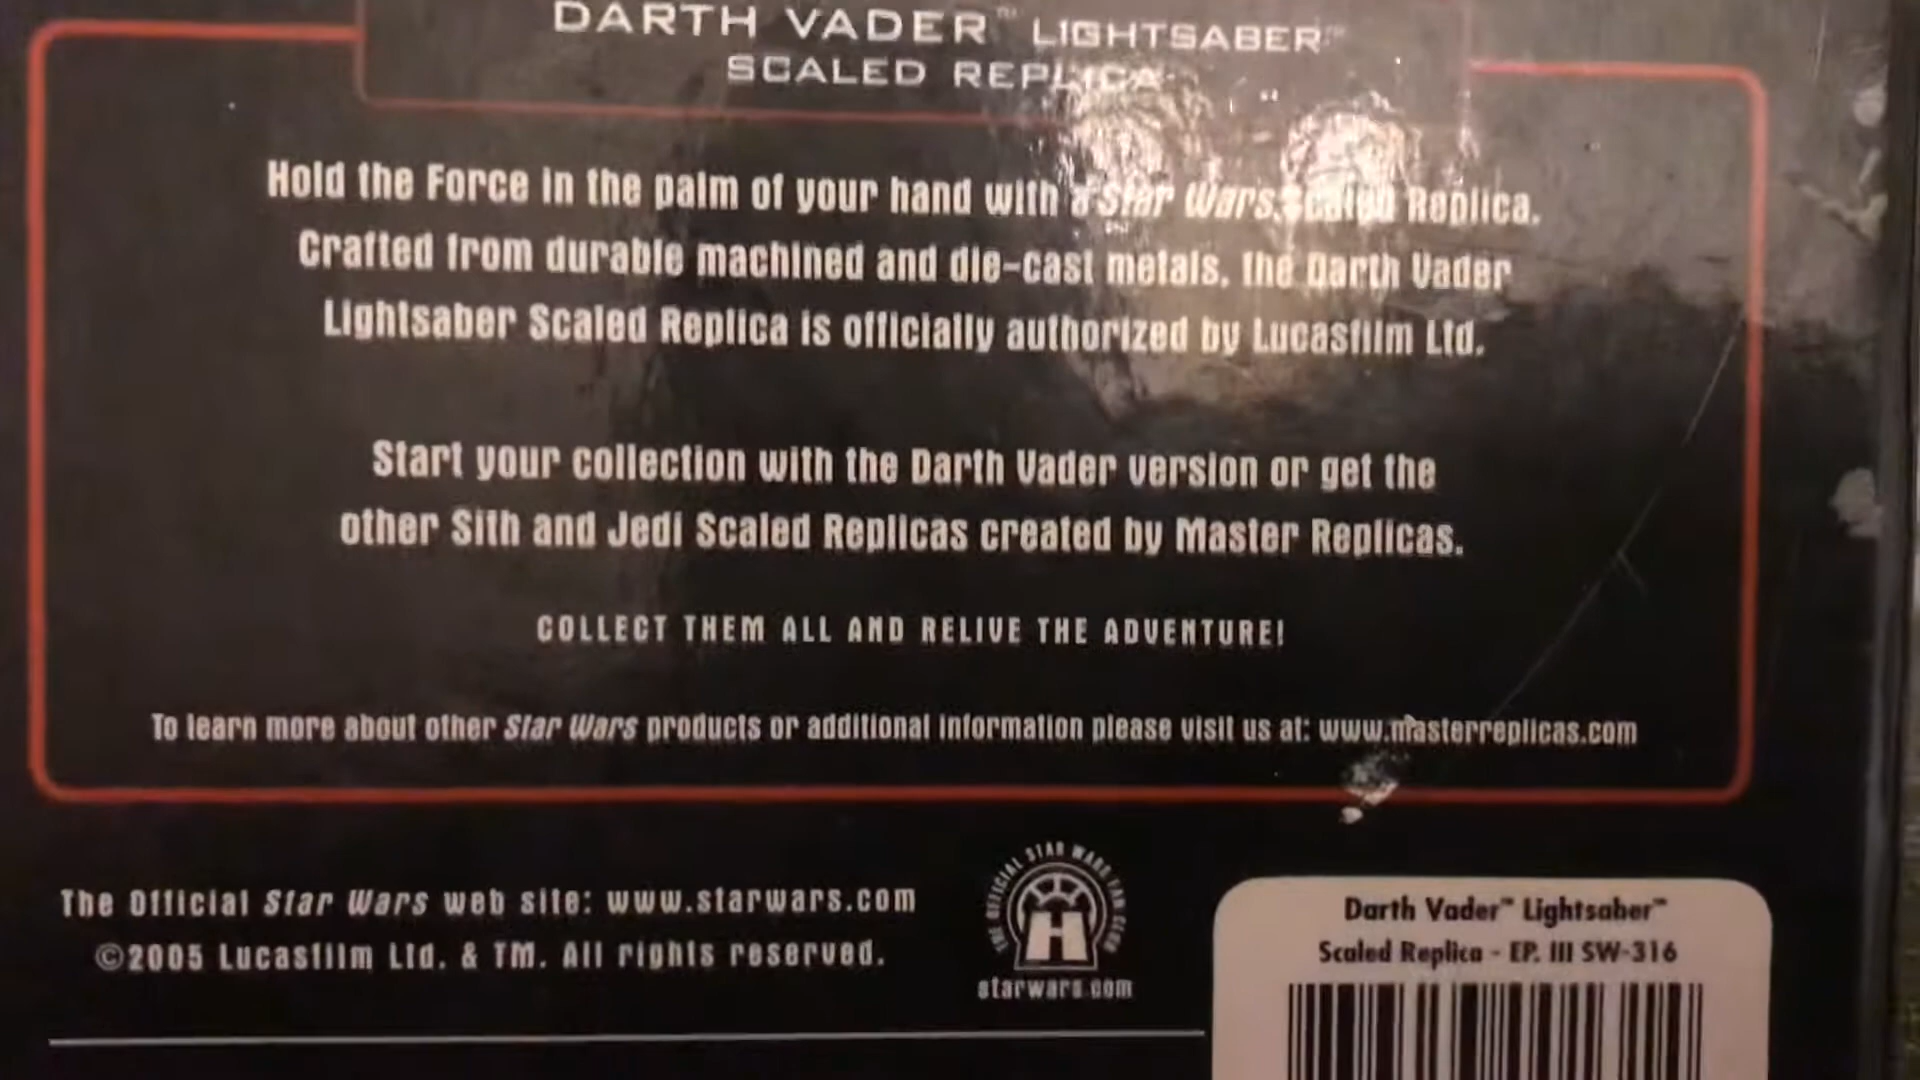 DARTH VADER™ LIGHTSABER™
SCALED REPLICA
Hold the Force in the palm of your hand with a Star Wars Scaled Replica.
Crafted from durable machined and die-cast metals, the Darth Vader
Lightsaber Scaled Replica is officially authorized by Lucasfilm Ltd.
Start your collection with the Darth Vader version or get the
other Sith and Jedi Scaled Replicas created by Master Replicas.
COLLECT THEM ALL AND RELIVE THE ADVENTURE!
To learn more about other Star Wars products or additional information please visit us at: www.masterreplicas.com
The Official Star Wars web site: www.starwars.com
©2005 Lucasfilm Ltd. & TM. All rights reserved.
THE OFFICIAL STAR WARS FAN CLUB
starwars.com
Darth Vader™ Lightsaber™
Scaled Replica - EP. III SW-316